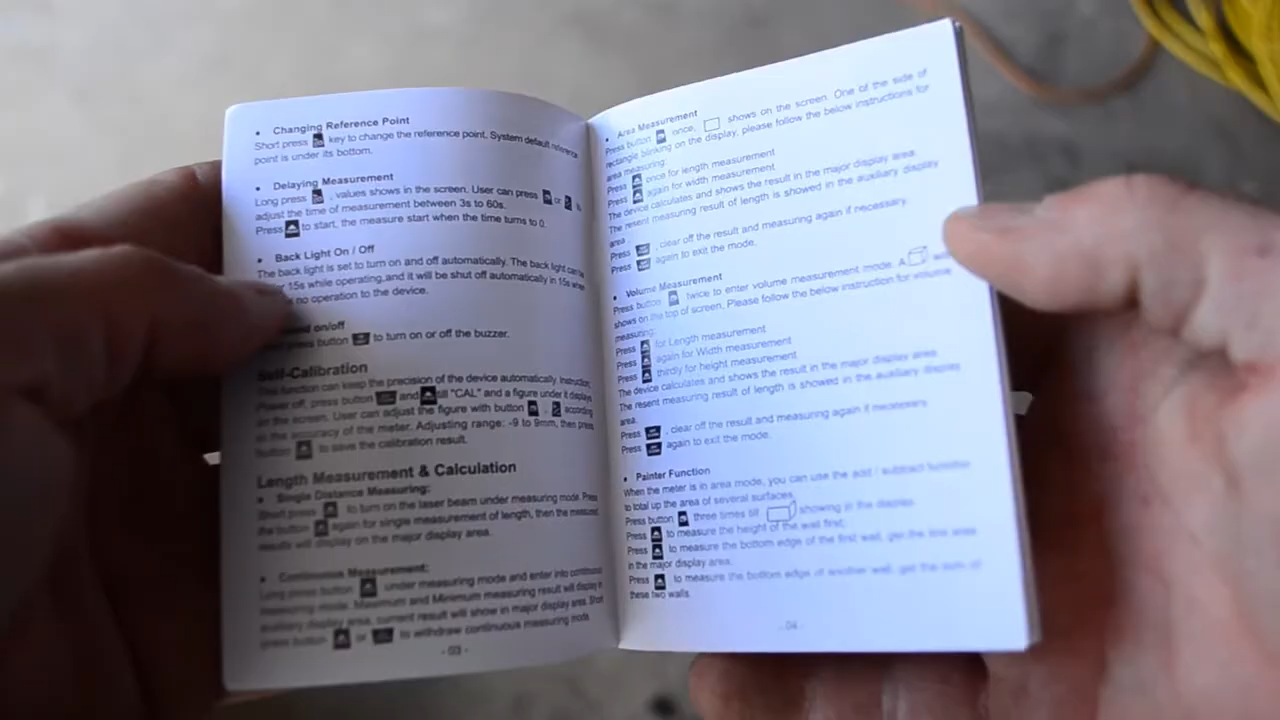 • Changing Reference Point
Short press key to change the reference point. System default reference
point is under its bottom.
• Delaying Measurement
Long press , values shows in the screen. User can press or to
adjust the time of measurement between 3s to 60s.
Press to start, the measure start when the time turns to 0.
• Back Light On / Off
The back light is set to turn on and off automatically. The back light can be
15s while operating,and it will be shut off automatically in 15s when
no operation to the device.
on/off
press button to turn on or off the buzzer.
Self-Calibration
This function can keep the precision of the device automatically. Instruction:
Power off, press button and till "CAL" and a figure under it displays
on the screen. User can adjust the figure with button , according
to the accuracy of the meter. Adjusting range: -9 to 9mm, then press
button to save the calibration result.
Length Measurement & Calculation
• Single Distance Measuring:
Short press to turn on the laser beam under measuring mode. Press
the button again for single measurement of length, then the measured
results will display on the major display area.
• Continuous Measurement:
Long press button under measuring mode and enter into continuous
measuring mode. Maximum and Minimum measuring result will display in
auxiliary display area, current result will show in major display area. Short
press button or to withdraw continuous measuring mode.
- 03 -
• Area Measurement
Press button once, shows on the screen. One of the side of
rectangle blinking on the display, please follow the below instructions for
area measuring:
Press once for length measurement
Press again for width measurement
The device calculates and shows the result in the major display area.
The resent measuring result of length is showed in the auxiliary display
area .
Press , clear off the result and measuring again if necessary.
Press again to exit the mode.
• Volume Measurement
Press button twice to enter volume measurement mode. A will
shows on the top of screen. Please follow the below instruction for volume
measuring:
Press for Length measurement
Press again for Width measurement
Press thirdly for height measurement
The device calculates and shows the result in the major display area.
The resent measuring result of length is showed in the auxiliary display
area.
Press , clear off the result and measuring again if necessary.
Press again to exit the mode.
• Painter Function
When the meter is in area mode, you can use the add / subtract function
to total up the area of several surfaces.
Press button three times till showing in the display.
Press to measure the height of the wall first;
Press to measure the bottom edge of the first wall, get the area
in the major display area;
Press to measure the bottom edge of another wall, get the sum of
these two walls.
- 04 -